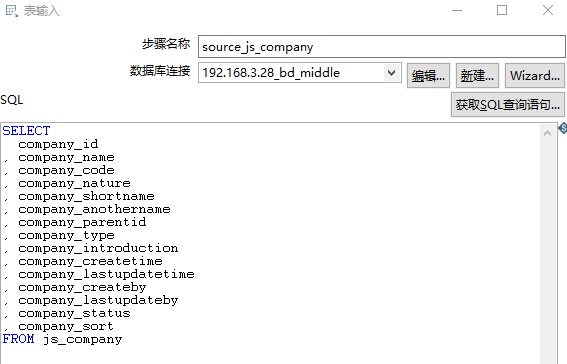 表输入
步骤名称 source_js_company
数据库连接 192.168.3.28_bd_middle 编辑... 新建... Wizard...
SQL 获取SQL查询语句...
SELECT
company_id
, company_name
, company_code
, company_nature
, company_shortname
, company_anothername
, company_parentid
, company_type
, company_introduction
, company_createtime
, company_lastupdatetime
, company_createby
, company_lastupdateby
, company_status
, company_sort
FROM js_company